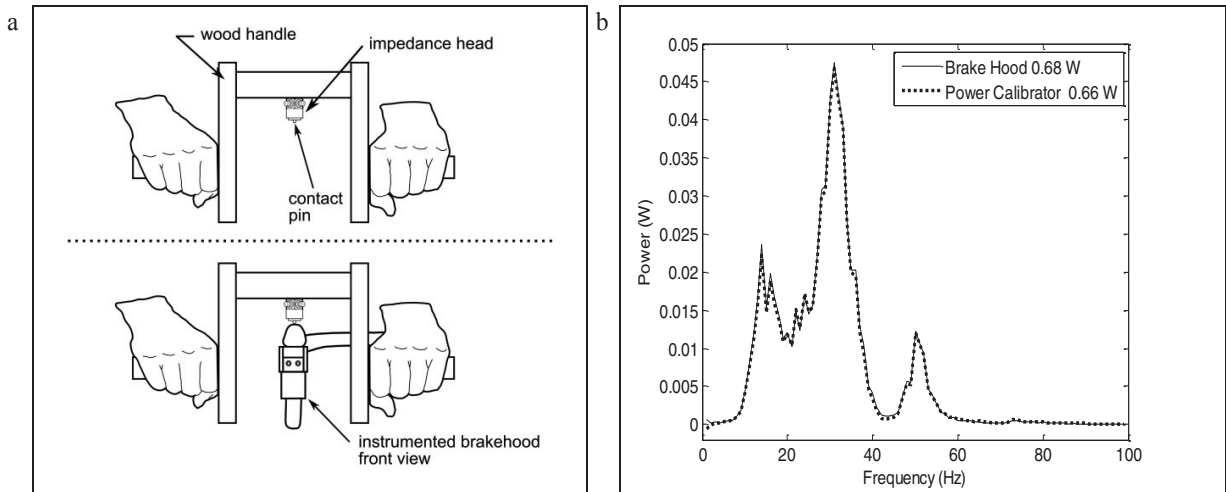 a
wood handle
impedance head
contact
pin
instrumented brakehood
front view
b
0.05
0.045
0.04
0.035
0.03
0.025
0.02
0.015
0.01
0.005
0
Power (W)
Brake Hood 0.68 W
Power Calibrator 0.66 W
0 20 40 60 80 100
Frequency (Hz)